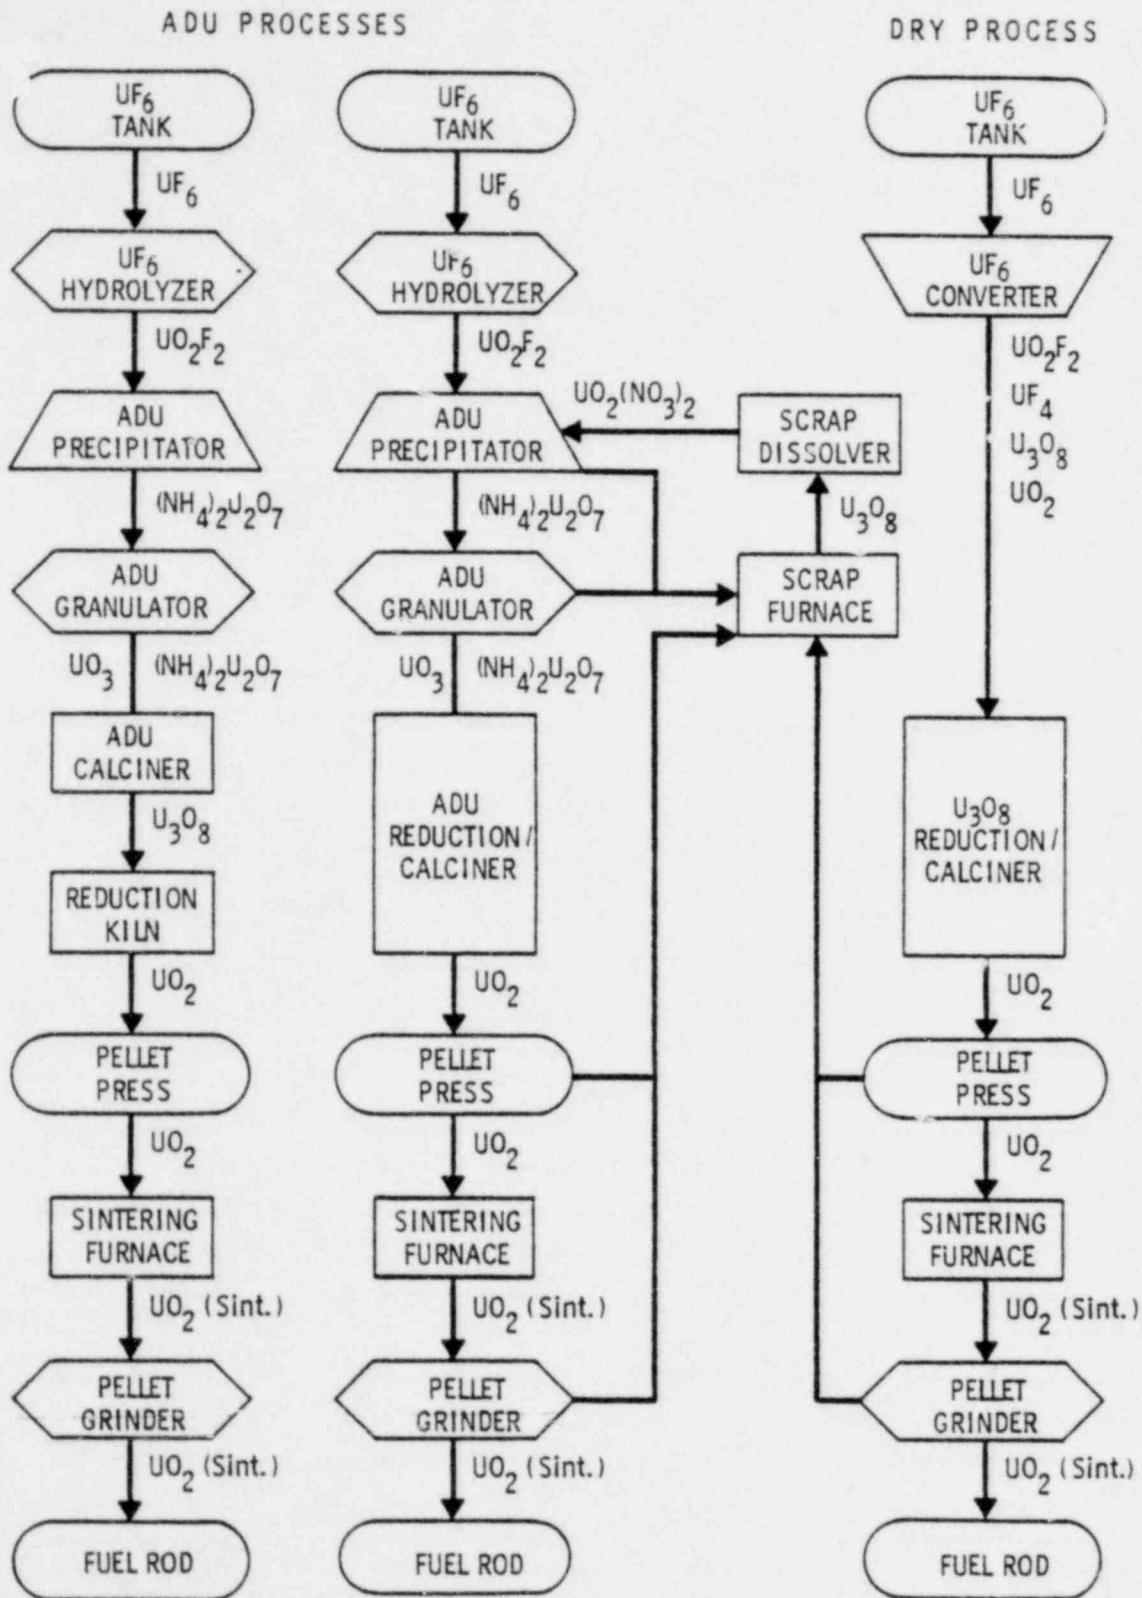 ADU PROCESSES
UF6
TANK
UF6
UF6
HYDROLYZER
UO2F2
ADU
PRECIPITATOR
(NH4)2U2O7
ADU
GRANULATOR
UO3 (NH4)2U2O7
ADU
CALCINER
U3O8
REDUCTION
KILN
UO2
PELLET
PRESS
UO2
SINTERING
FURNACE
UO2 (Sint.)
PELLET
GRINDER
UO2 (Sint.)
FUEL ROD
UF6
TANK
UF6
UF6
HYDROLYZER
UO2F2
ADU
PRECIPITATOR
(NH4)2U2O7
ADU
GRANULATOR
UO3 (NH4)2U2O7
ADU
REDUCTION/
CALCINER
UO2
PELLET
PRESS
UO2
SINTERING
FURNACE
UO2 (Sint.)
PELLET
GRINDER
UO2 (Sint.)
FUEL ROD
UO2(NO3)2
SCRAP
DISSOLVER
U3O8
SCRAP
FURNACE
DRY PROCESS
UF6
TANK
UF6
UF6
CONVERTER
UO2F2
UF4
U3O8
UO2
U3O8
REDUCTION/
CALCINER
UO2
PELLET
PRESS
UO2
SINTERING
FURNACE
UO2 (Sint.)
PELLET
GRINDER
UO2 (Sint.)
FUEL ROD